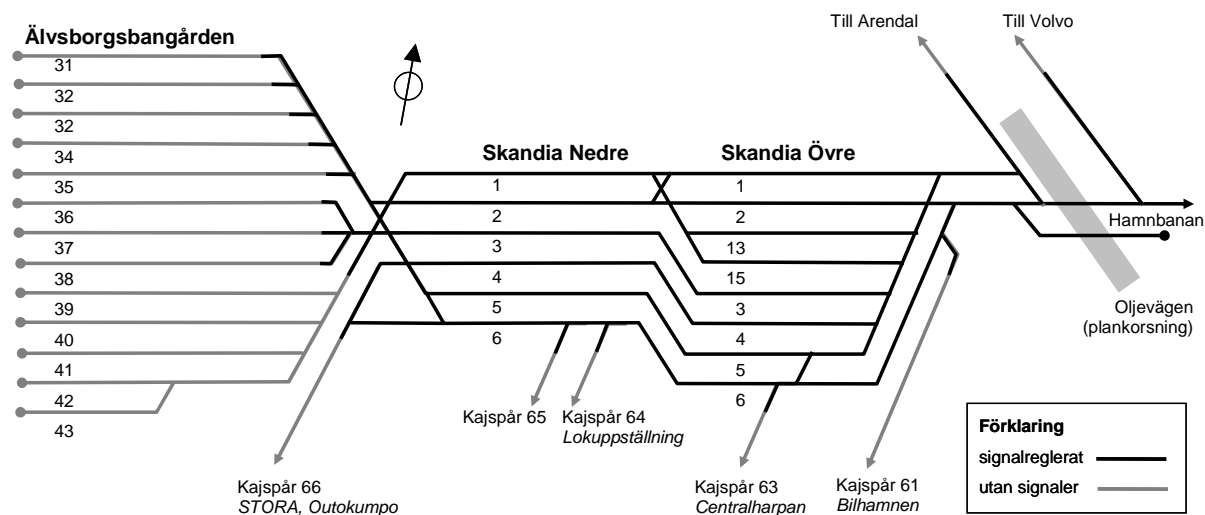 Till Arendal
Till Volvo
Älvsborgsbangården
31
32
32
34
35
36
37
38
39
40
41
42
43
Skandia Nedre
1
2
3
4
5
6
Skandia Övre
1
2
13
15
3
4
5
6
Hamnbanan
Oljevägen
(plankorsning)
Kajspår 65
Kajspår 64
Lokuppställning
Kajspår 66
STORA, Outokumpo
Kajspår 63
Centralharpan
Kajspår 61
Bilhamnen
Förklaring
signalreglerat
utan signaler